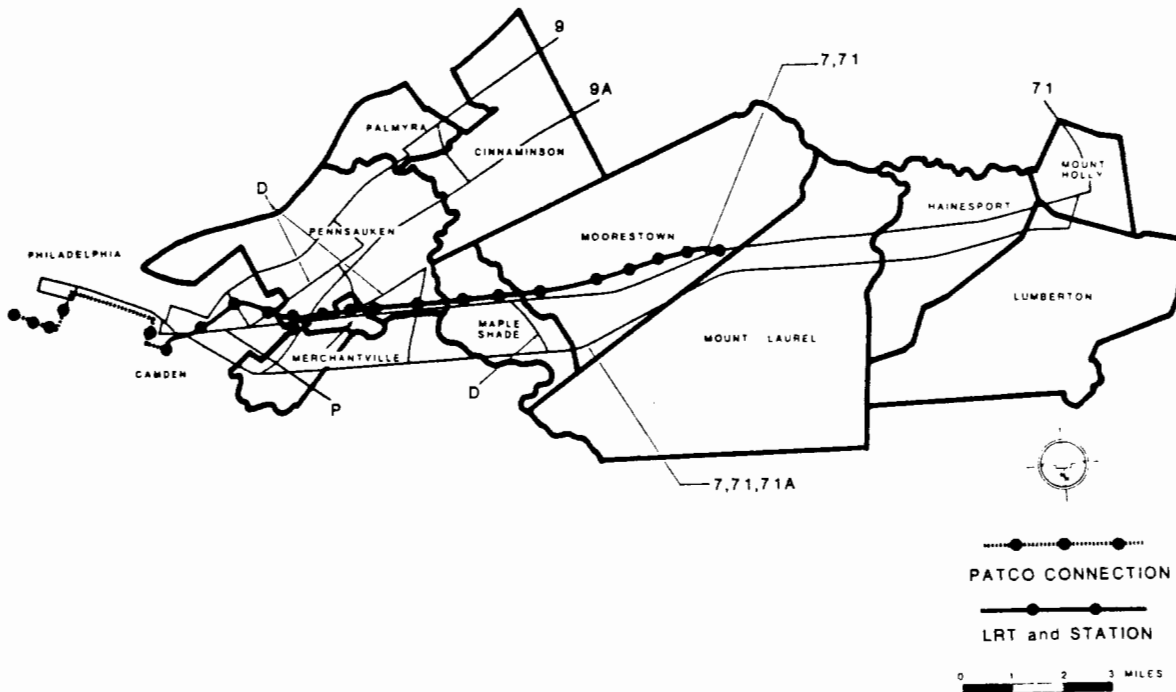 9
7,71
9A
71
PALMYRA
CINNAMINSON
MOUNT
HOLLY
D
HAINESPORT
PENNSAUKEN
MOORESTOWN
PHILADELPHIA
LUMBERTON
MAPLE
SHADE
MOUNT LAUREL
MERCHANTVILLE
CAMDEN
D
P
7,71,71A
PATCO CONNECTION
LRT and STATION
0 1 2 3 MILES